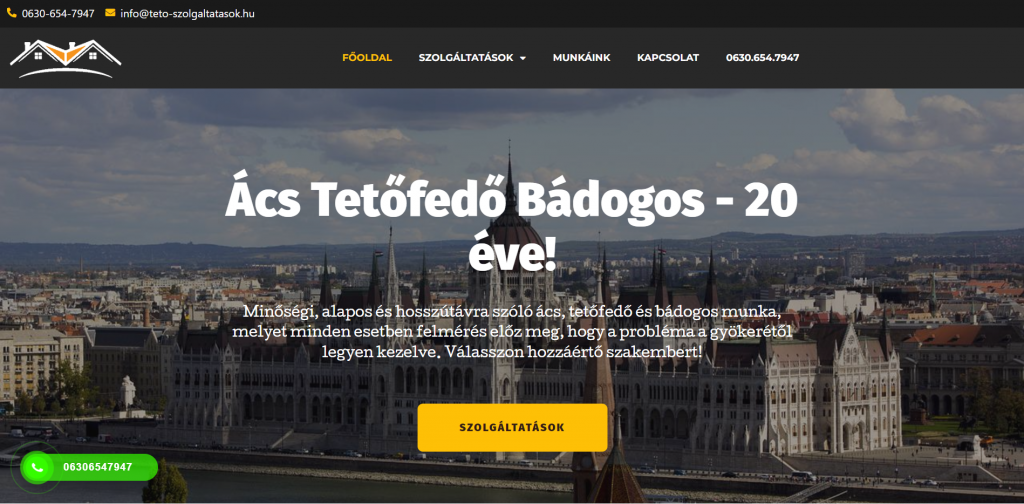 0630-654-7947 info@teto-szolgaltatasok.hu
FŐOLDAL SZOLGÁLTATÁSOK MUNKÁINK KAPCSOLAT 0630.654.7947
Ács Tetőfedő Bádogos - 20
éve!
Minőségi, alapos és hosszútávra szóló ács, tetőfedő és bádogos munka,
melyet minden esetben felmérés előz meg, hogy a probléma a gyökerétől
legyen kezelve. Válasszon hozzáértő szakembert!
SZOLGÁLTATÁSOK
06306547947